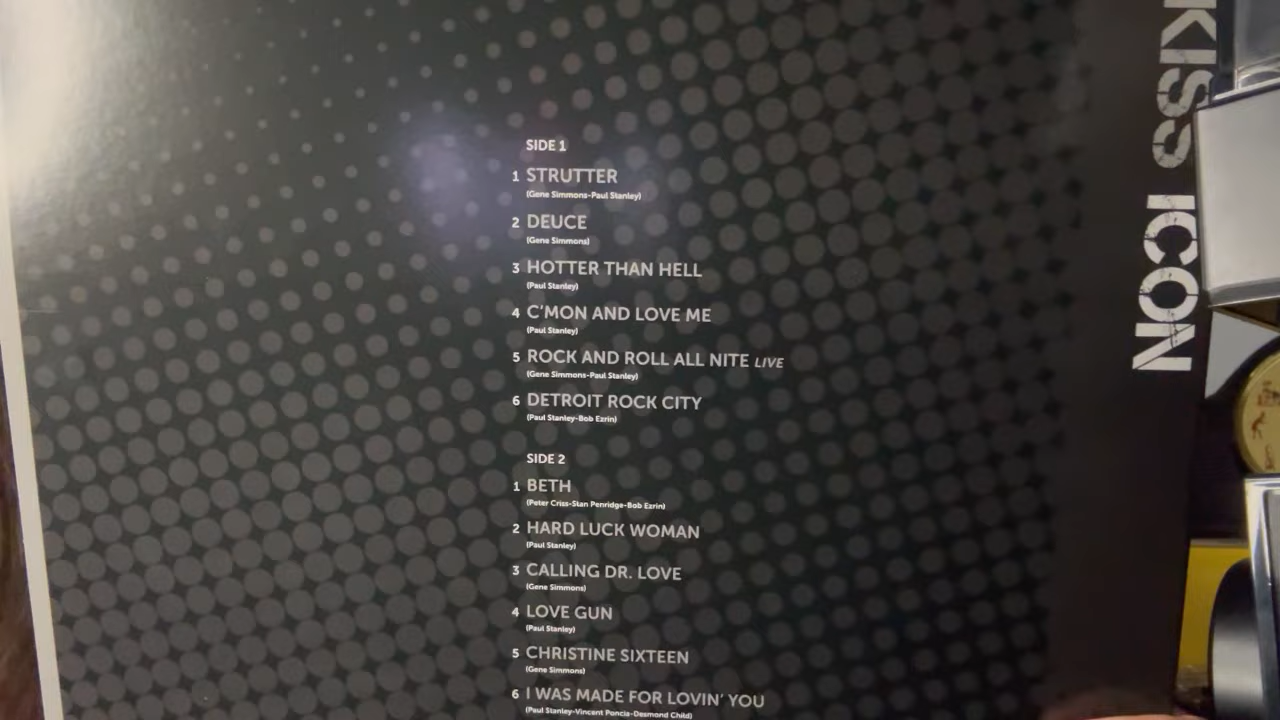 KISS ICON
SIDE 1
1 STRUTTER
(Gene Simmons-Paul Stanley)
2 DEUCE
(Gene Simmons)
3 HOTTER THAN HELL
(Paul Stanley)
4 C'MON AND LOVE ME
(Paul Stanley)
5 ROCK AND ROLL ALL NITE LIVE
(Gene Simmons-Paul Stanley)
6 DETROIT ROCK CITY
(Paul Stanley-Bob Ezrin)
SIDE 2
1 BETH
(Peter Criss-Stan Penridge-Bob Ezrin)
2 HARD LUCK WOMAN
(Paul Stanley)
3 CALLING DR. LOVE
(Gene Simmons)
4 LOVE GUN
(Paul Stanley)
5 CHRISTINE SIXTEEN
(Gene Simmons)
6 I WAS MADE FOR LOVIN' YOU
(Paul Stanley-Vincent Poncia-Desmond Child)